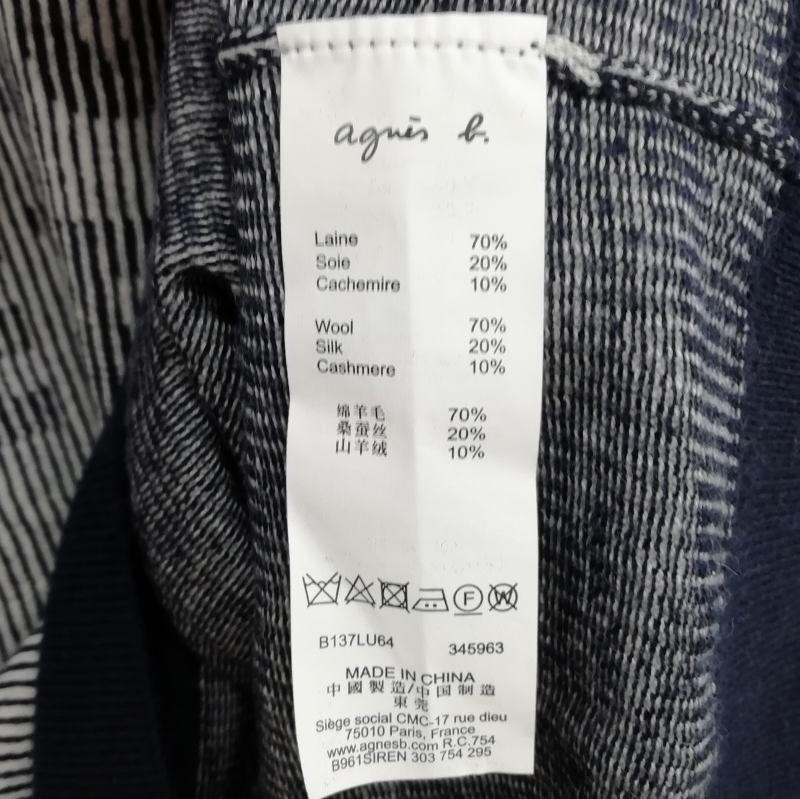 agnès b.
Laine 70%
Soie 20%
Cachemire 10%
Wool 70%
Silk 20%
Cashmere 10%
绵羊毛 70%
桑蚕丝 20%
山羊绒 10%
F W
B137LU64 345963
MADE IN CHINA
中國製造/中国制造
東莞
Siège social CMC-17 rue dieu
75010 Paris, France
www.agnesb.com R.C.754
B961SIREN 303 754 295